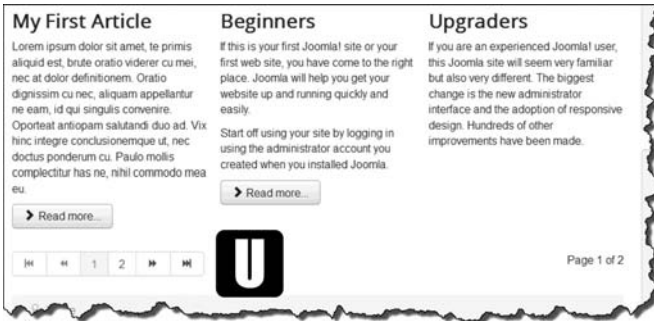 My First Article
Lorem ipsum dolor sit amet, te primis
aliquid est, brute oratio viderer cu mei,
nec at dolor definitionem. Oratio
dignissim cu nec, aliquam appellantur
ne eam, id qui singulis convenire.
Oporteat antiopam salutandi duo ad. Vix
hinc integre conclusionemque ut, nec
doctus ponderum cu. Paulo mollis
complectitur has ne, nihil commodo mea
eu.
Read more...
Beginners
If this is your first Joomla! site or your
first web site, you have come to the right
place. Joomla will help you get your
website up and running quickly and
easily.
Start off using your site by logging in
using the administrator account you
created when you installed Joomla.
Read more...
Upgraders
If you are an experienced Joomla! user,
this Joomla site will seem very familiar
but also very different. The biggest
change is the new administrator
interface and the adoption of responsive
design. Hundreds of other
improvements have been made.
1 2
U
Page 1 of 2